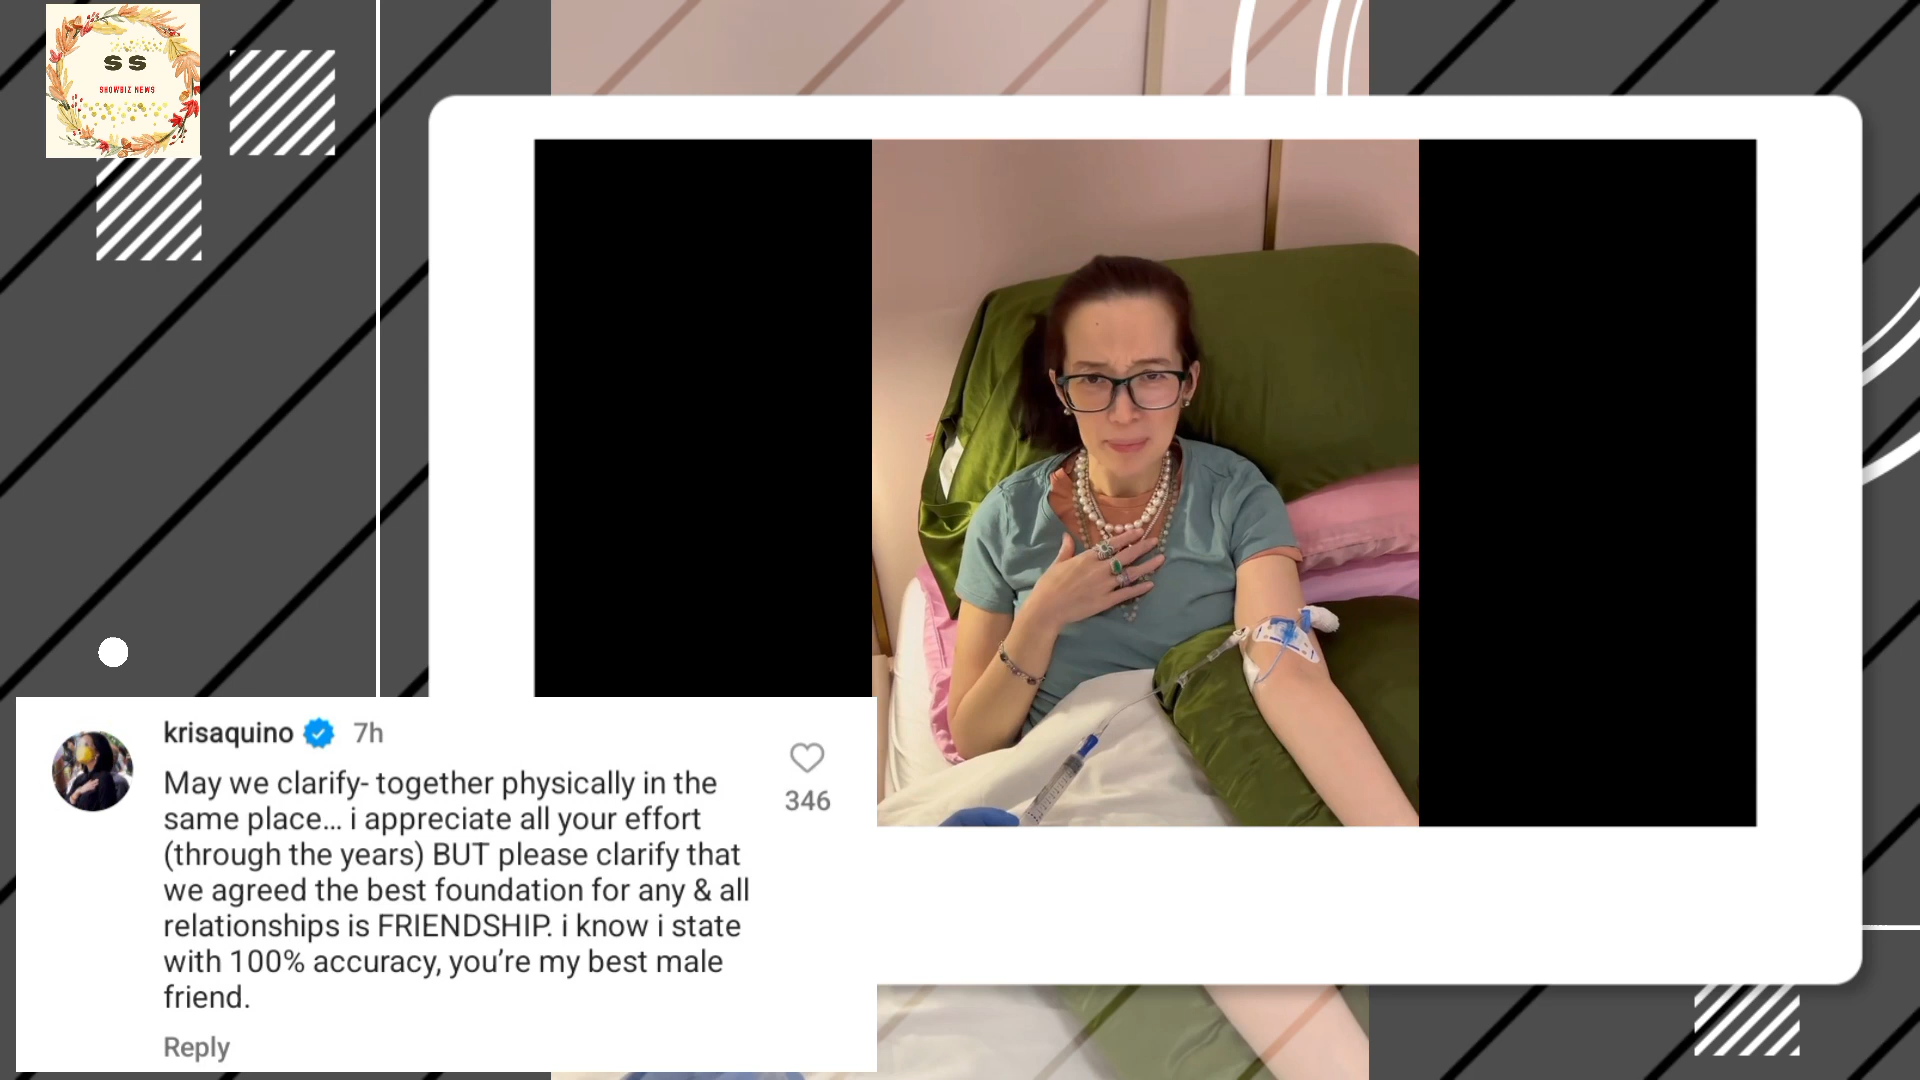 SS
SHOWBIZ NEWS
krisaquino 7h
May we clarify- together physically in the
same place... i appreciate all your effort
(through the years) BUT please clarify that
we agreed the best foundation for any & all
relationships is FRIENDSHIP. i know i state
with 100% accuracy, you’re my best male
friend.
346
Reply